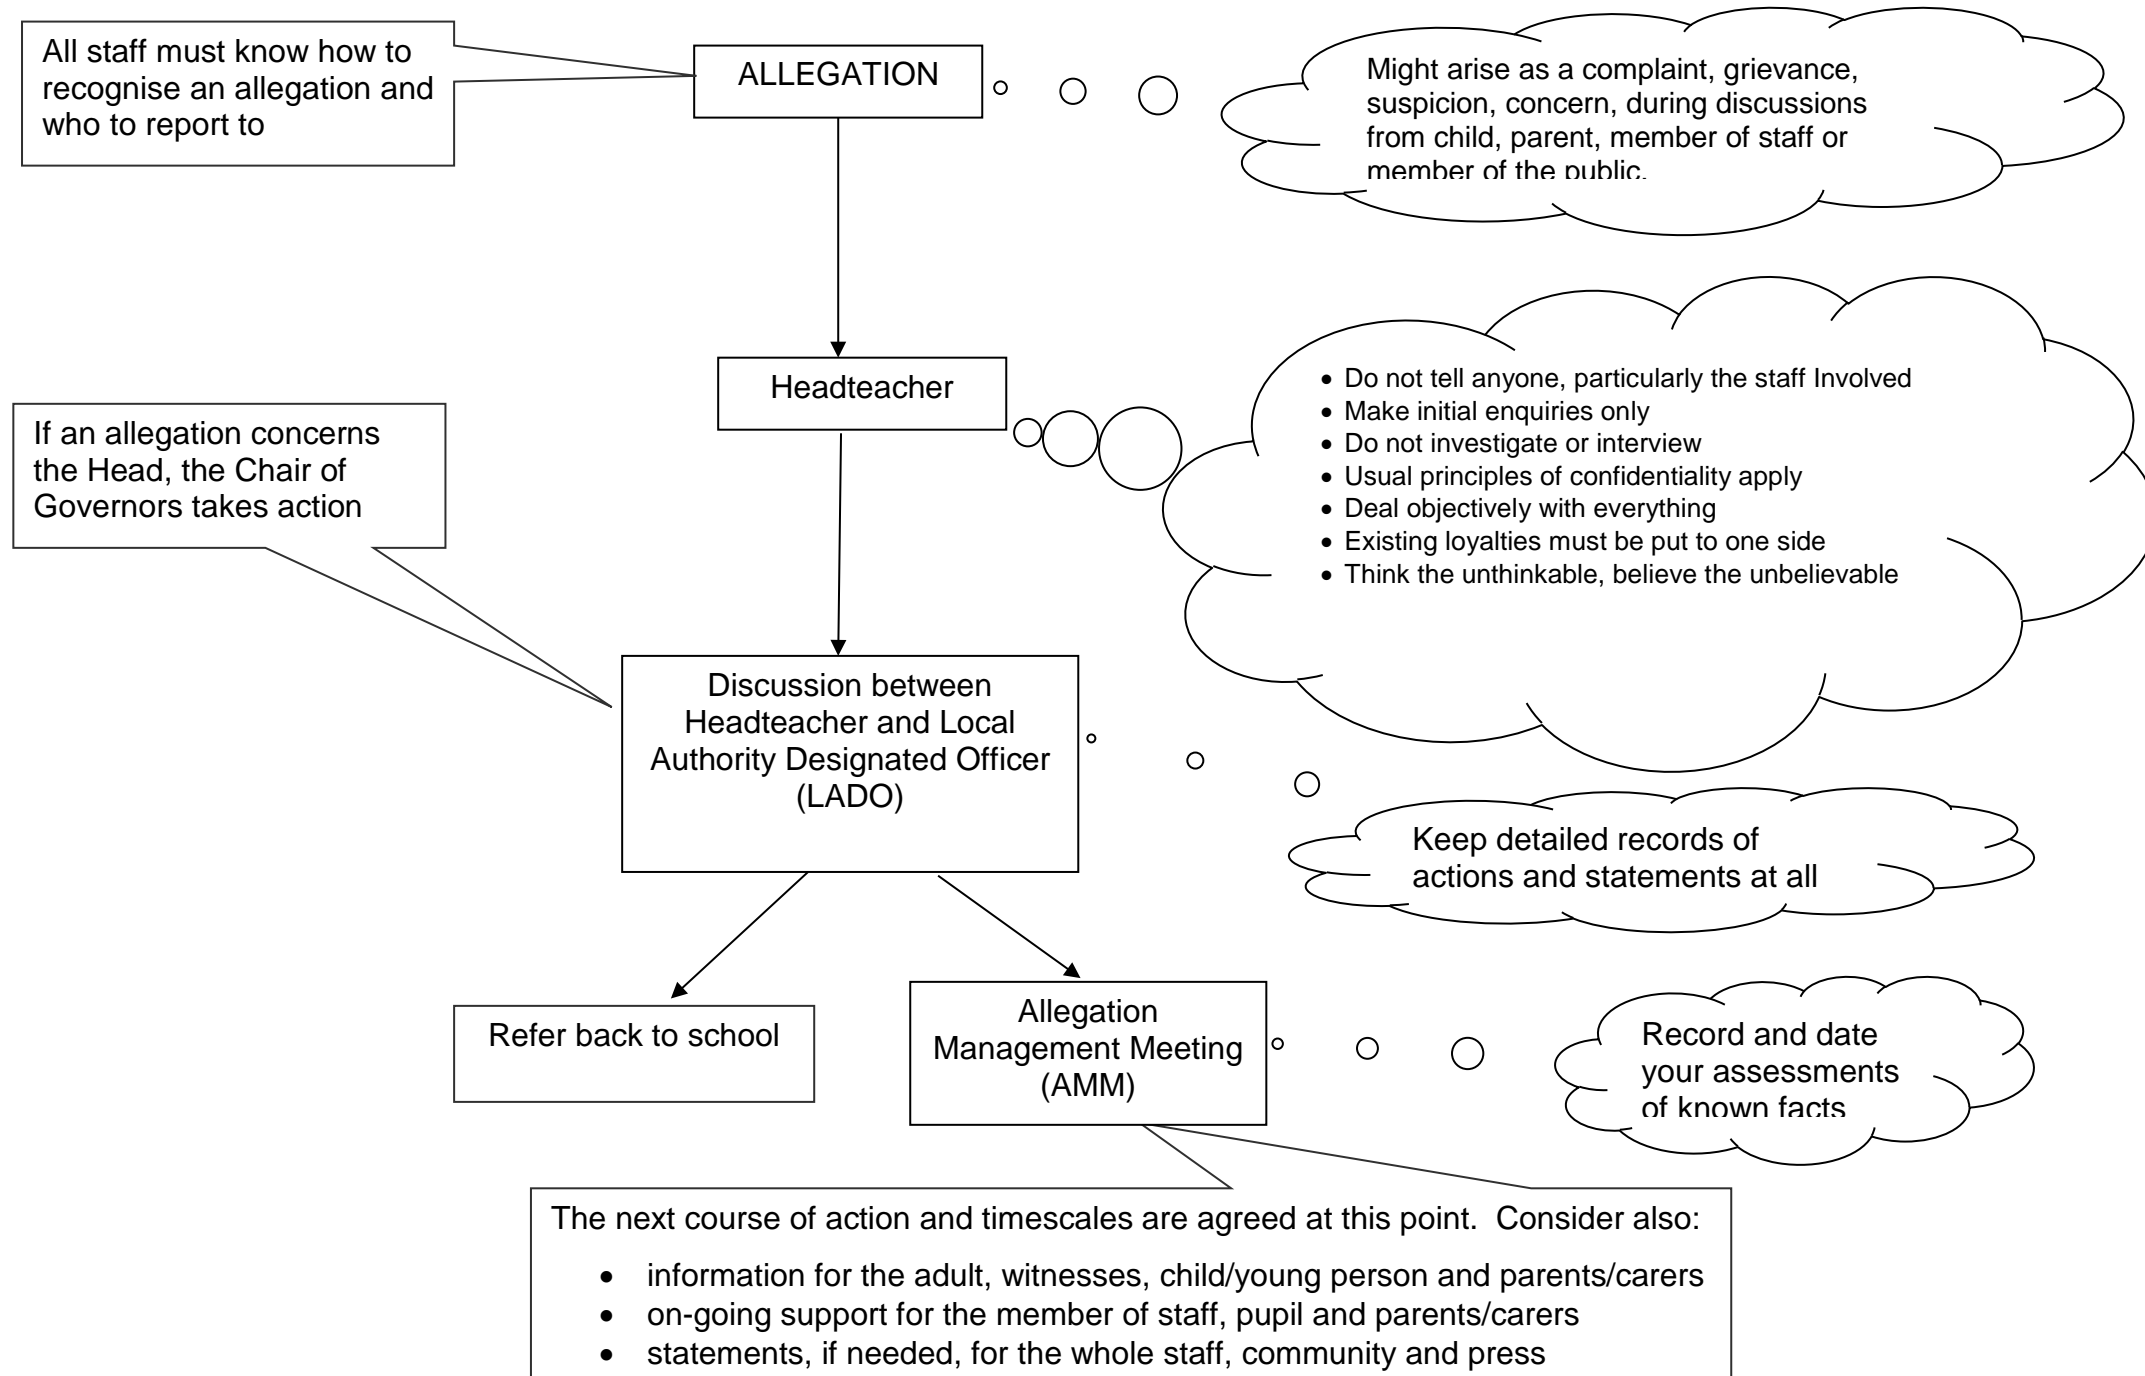 All staff must know how to
recognise an allegation and
who to report to
ALLEGATION
Might arise as a complaint, grievance,
suspicion, concern, during discussions
from child, parent, member of staff or
member of the public.
Headteacher
• Do not tell anyone, particularly the staff Involved
• Make initial enquiries only
• Do not investigate or interview
• Usual principles of confidentiality apply
• Deal objectively with everything
• Existing loyalties must be put to one side
• Think the unthinkable, believe the unbelievable
If an allegation concerns
the Head, the Chair of
Governors takes action
Discussion between
Headteacher and Local
Authority Designated Officer
(LADO)
Keep detailed records of
actions and statements at all
Refer back to school
Allegation
Management Meeting
(AMM)
Record and date
your assessments
of known facts
The next course of action and timescales are agreed at this point.  Consider also:
• information for the adult, witnesses, child/young person and parents/carers
• on-going support for the member of staff, pupil and parents/carers
• statements, if needed, for the whole staff, community and press